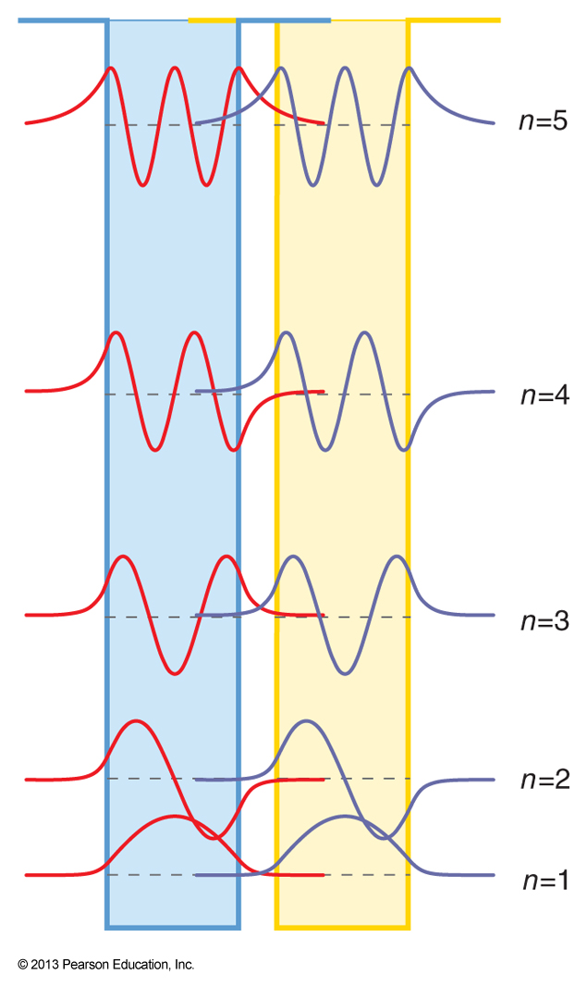 n=5
n=4
n=3
n=2
n=1
© 2013 Pearson Education, Inc.